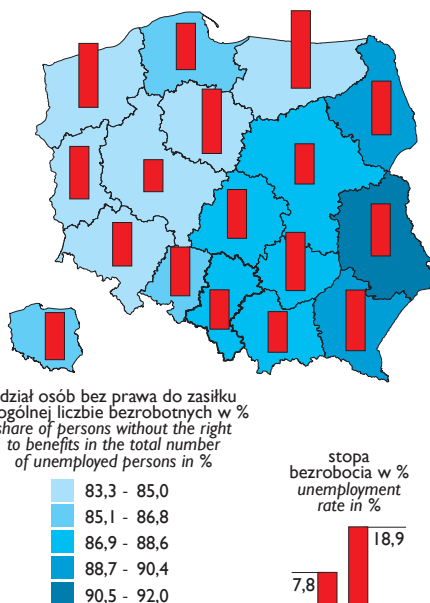 dział osób bez prawa do zasiłku
ogólnej liczbie bezrobotnych w %
share of persons without the right
to benefits in the total number
of unemployed persons in %
83,3 - 85,0
85,1 - 86,8
86,9 - 88,6
88,7 - 90,4
90,5 - 92,0
stopa
bezrobocia w %
unemployment
rate in %
18,9
7,8